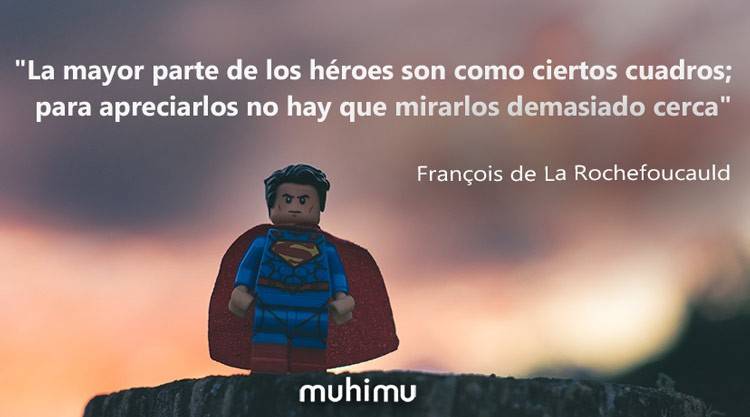 "La mayor parte de los héroes son como ciertos cuadros;
para apreciarlos no hay que mirarlos demasiado cerca"
François de La Rochefoucauld
muhimu